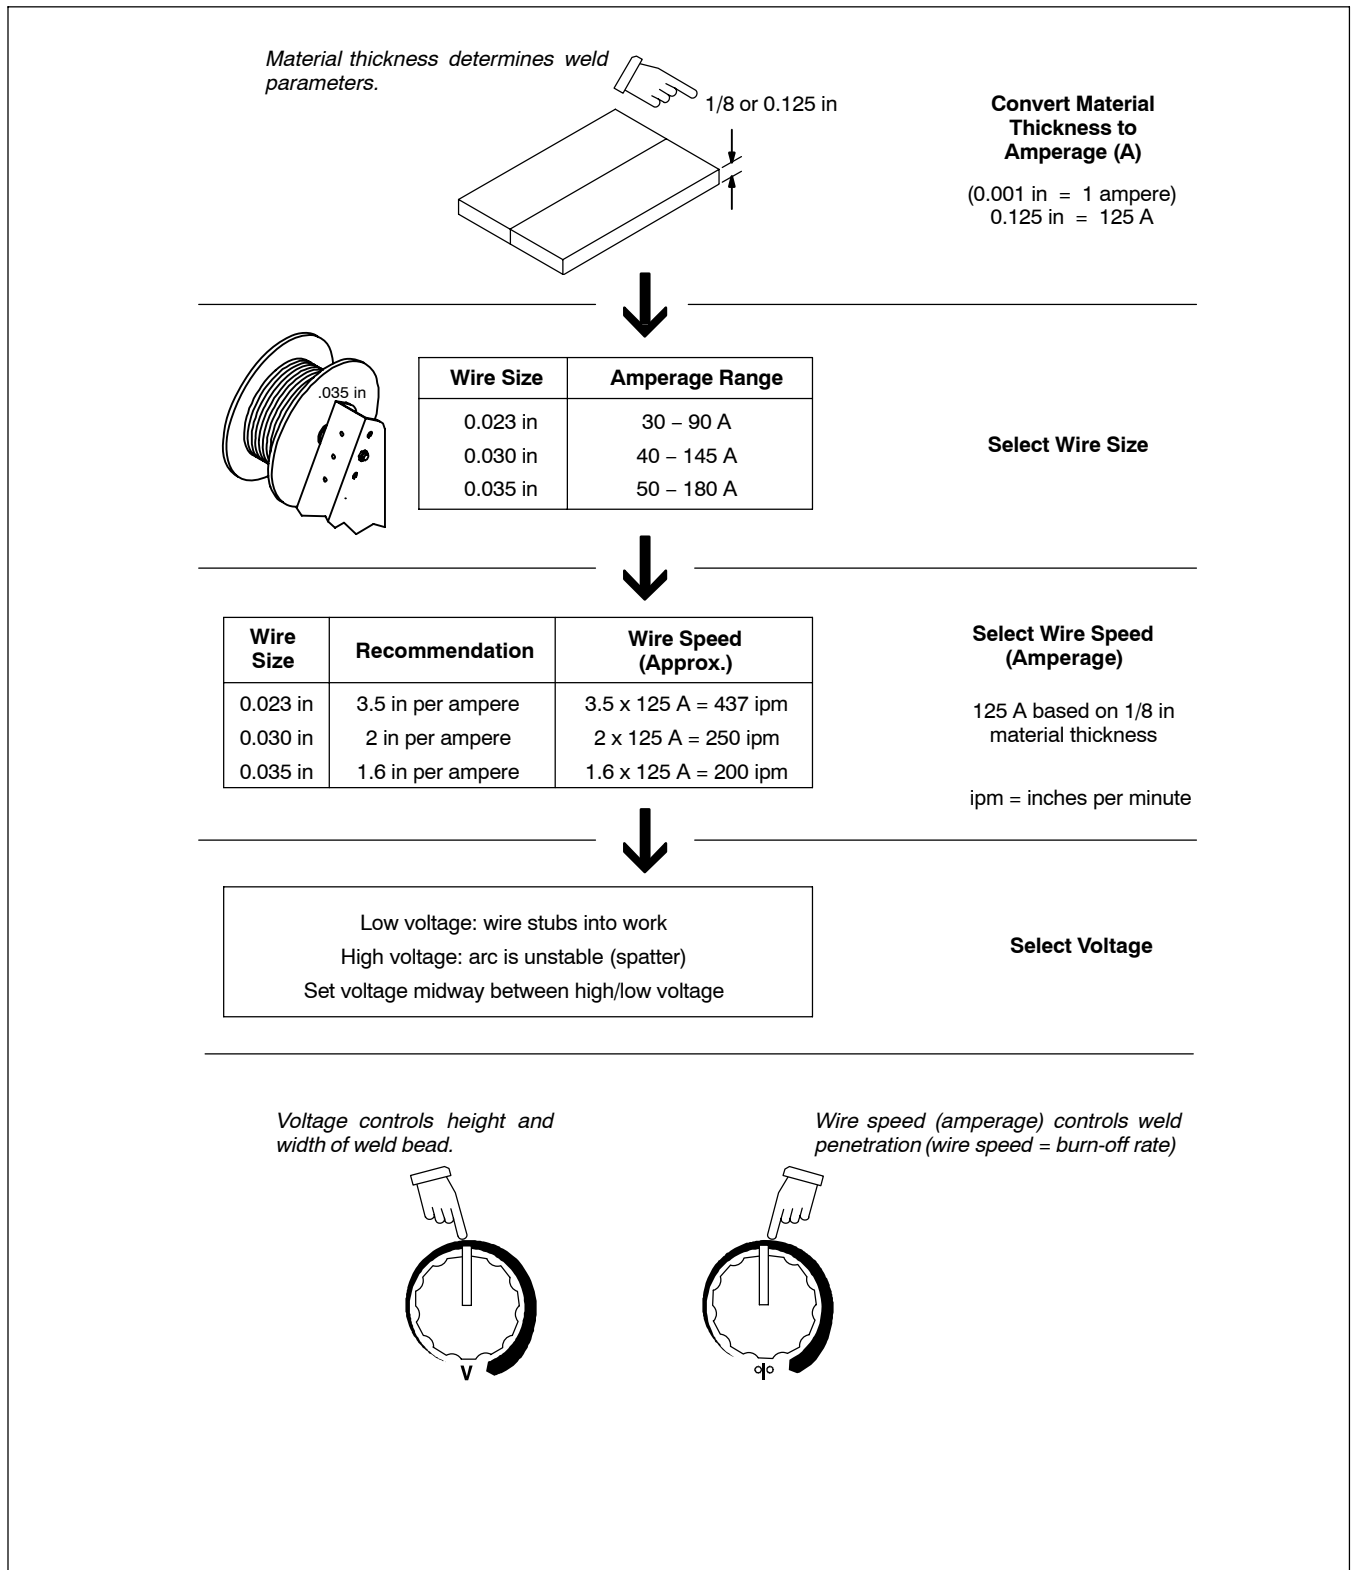 Material thickness determines weld
parameters.
1/8 or 0.125 in
Convert Material
Thickness to
Amperage (A)
(0.001 in = 1 ampere)
0.125 in = 125 A
.035 in
Wire Size Amperage Range
0.023 in 30 – 90 A
0.030 in 40 – 145 A
0.035 in 50 – 180 A
Select Wire Size
Wire
Size
Recommendation
Wire Speed
(Approx.)
0.023 in 3.5 in per ampere 3.5 x 125 A = 437 ipm
0.030 in 2 in per ampere 2 x 125 A = 250 ipm
0.035 in 1.6 in per ampere 1.6 x 125 A = 200 ipm
Select Wire Speed
(Amperage)
125 A based on 1/8 in
material thickness
ipm = inches per minute
Low voltage: wire stubs into work
High voltage: arc is unstable (spatter)
Set voltage midway between high/low voltage
Select Voltage
Voltage controls height and
width of weld bead.
Wire speed (amperage) controls weld
penetration (wire speed = burn-off rate)
V